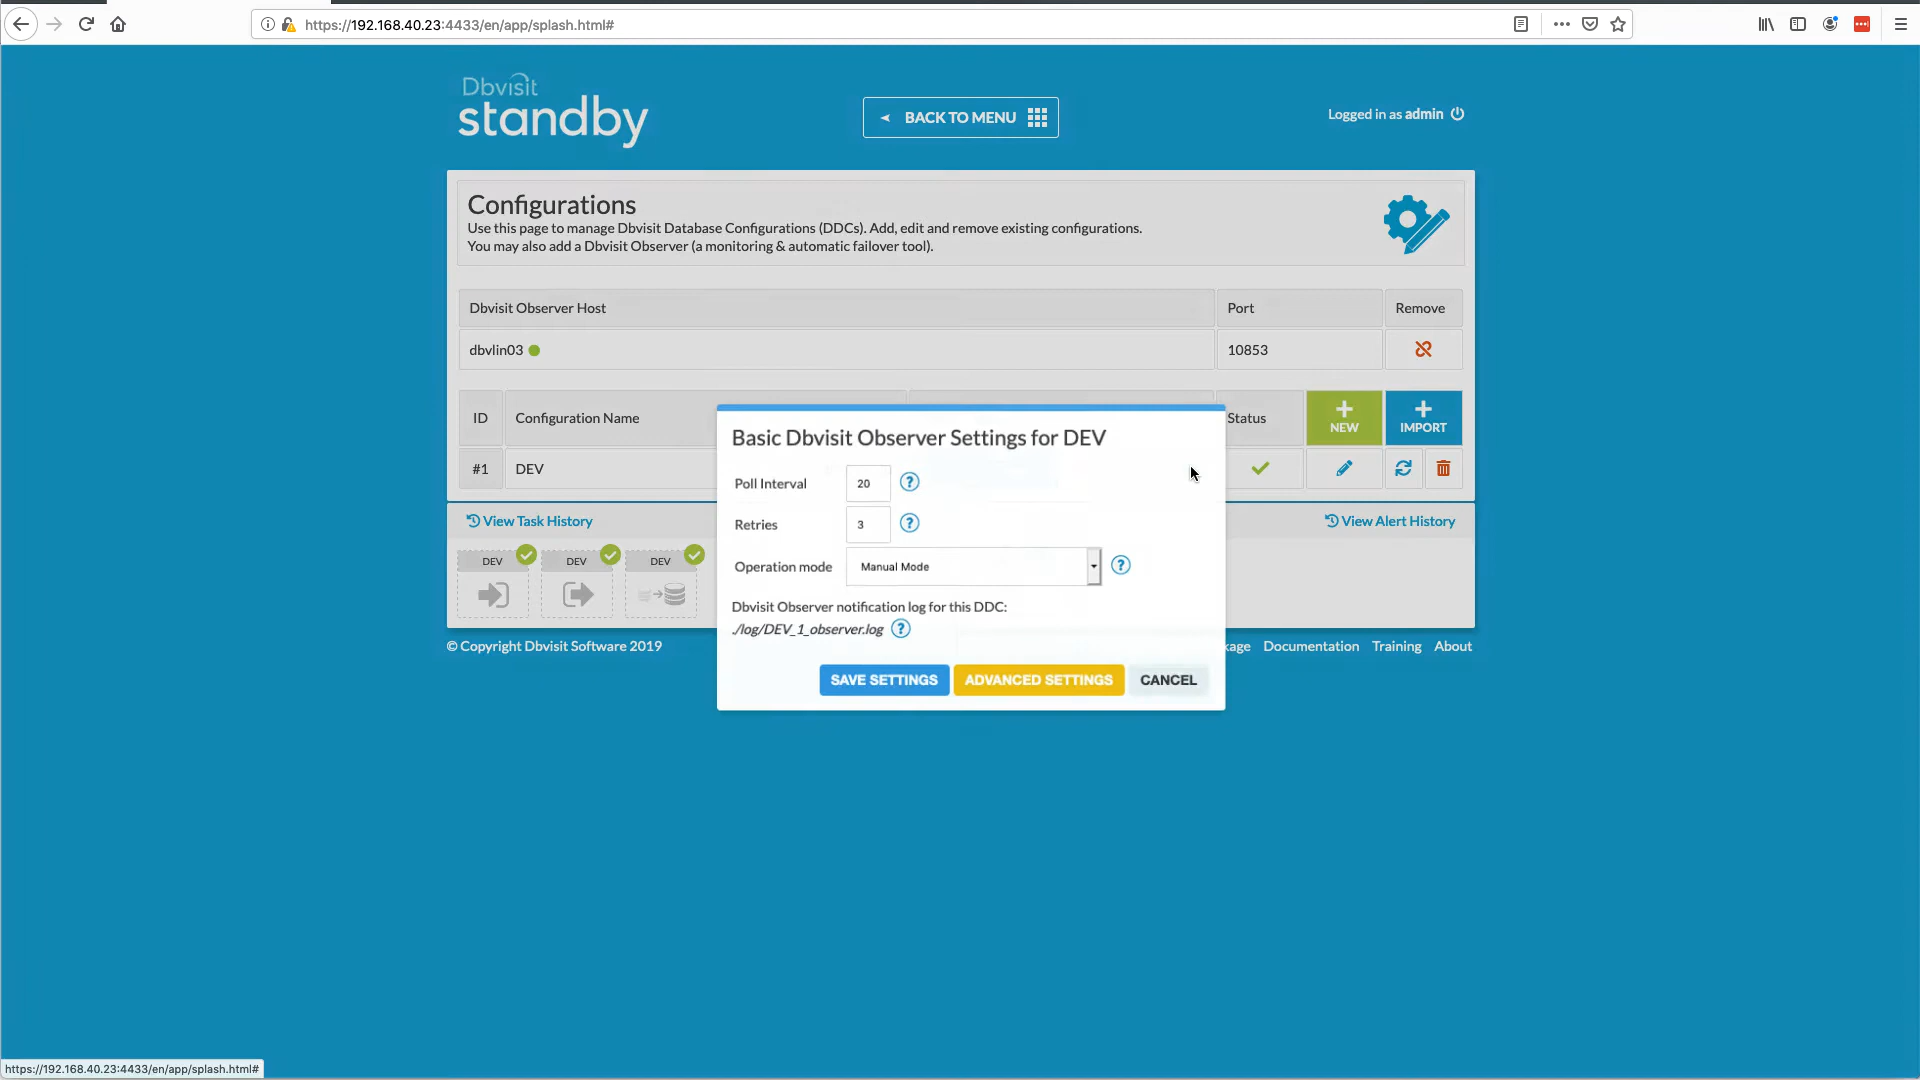 https://192.168.40.23:4433/en/app/splash.html#
Dbvisit
standby
BACK TO MENU
Logged in as admin
Configurations
Use this page to manage Dbvisit Database Configurations (DDCs). Add, edit and remove existing configurations.
You may also add a Dbvisit Observer (a monitoring & automatic failover tool).
Dbvisit Observer Host Port Remove
dbvlin03 10853
ID Configuration Name Status NEW IMPORT
#1 DEV
Basic Dbvisit Observer Settings for DEV
Poll Interval 20 ?
Retries 3 ?
Operation mode Manual Mode ?
Dbvisit Observer notification log for this DDC:
./log/DEV_1_observer.log ?
SAVE SETTINGS ADVANCED SETTINGS CANCEL
View Task History View Alert History
DEV DEV DEV
© Copyright Dbvisit Software 2019 Documentation Training About
https://192.168.40.23:4433/en/app/splash.html#